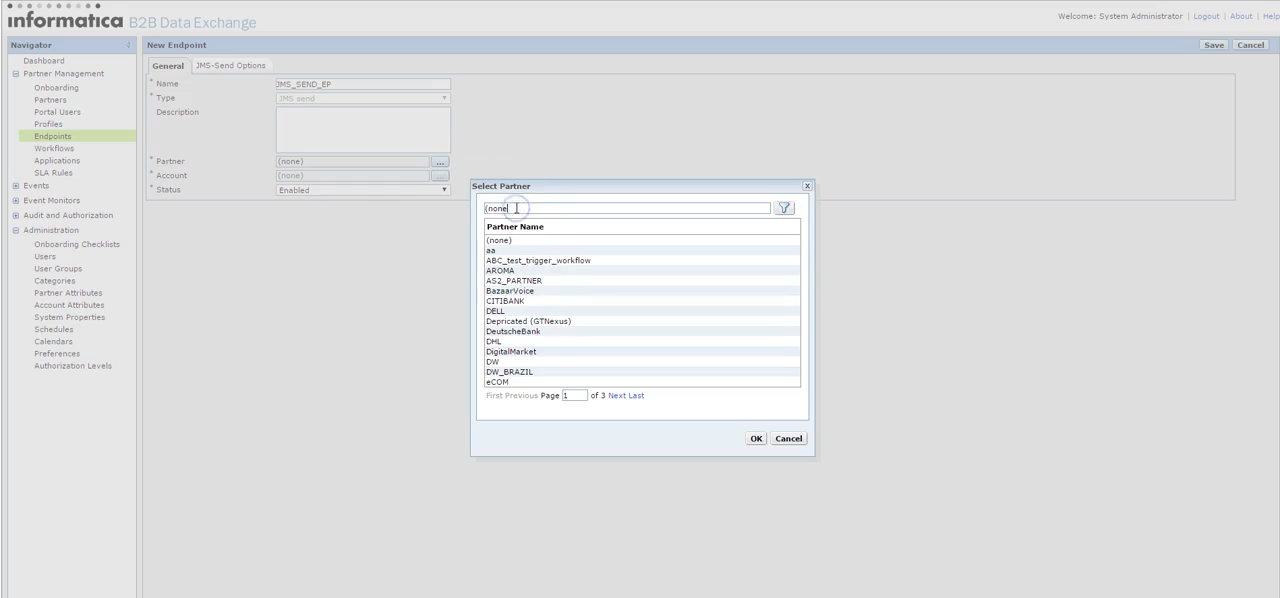 informatica B2B Data Exchange
Welcome: System Administrator | Logout | About | Help
Navigator
New Endpoint
Save Cancel
Dashboard
Partner Management
Onboarding
Partners
Portal Users
Profiles
Endpoints
Workflows
Applications
SLA Rules
Events
Event Monitors
Audit and Authorization
Administration
Onboarding Checklists
Users
User Groups
Categories
Partner Attributes
Account Attributes
System Properties
Schedules
Calendars
Preferences
Authorization Levels
General JMS-Send Options
* Name JMS_SEND_EP
* Type JMS send
Description
* Partner (none) ...
* Account (none) ...
* Status Enabled
Select Partner X
(none
Partner Name
(none)
aa
ABC_test_trigger_workflow
AROMA
AS2_PARTNER
BazaarVoice
CITIBANK
DELL
Depricated (GTNexus)
DeutscheBank
DHL
DigitalMarket
DW
DW_BRAZIL
eCOM
First Previous Page 1 of 3 Next Last
OK Cancel